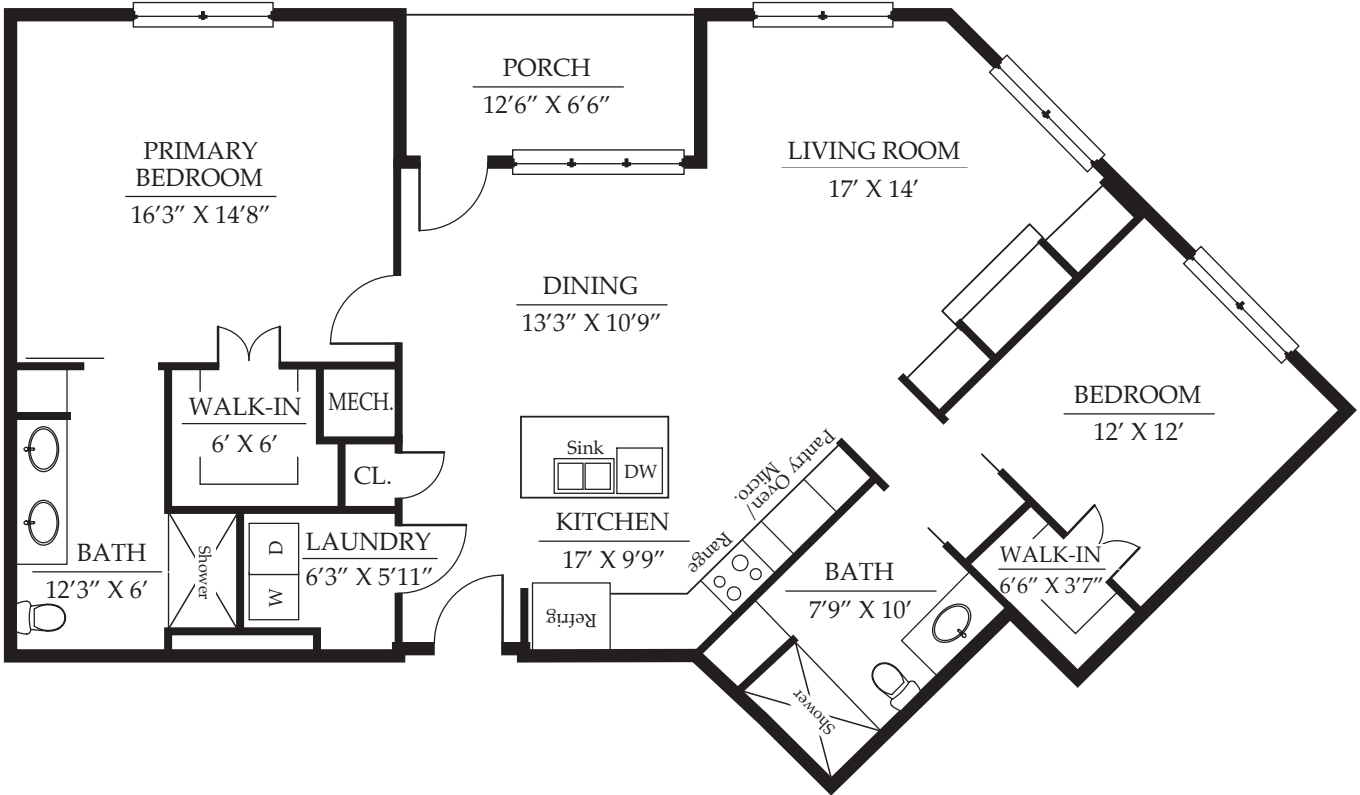 PORCH
12’6” X 6’6”
PRIMARY
BEDROOM
16’3” X 14’8”
LIVING ROOM
17’ X 14’
DINING
13’3” X 10’9”
WALK-IN
6’ X 6’
MECH.
CL.
BEDROOM
12’ X 12’
Sink
DW
Pantry
Oven/
Micro.
Range
KITCHEN
17’ X 9’9”
Refrig
BATH
12’3” X 6’
Shower
D
W
LAUNDRY
6’3” X 5’11”
BATH
7’9” X 10’
Shower
WALK-IN
6’6” X 3’7”